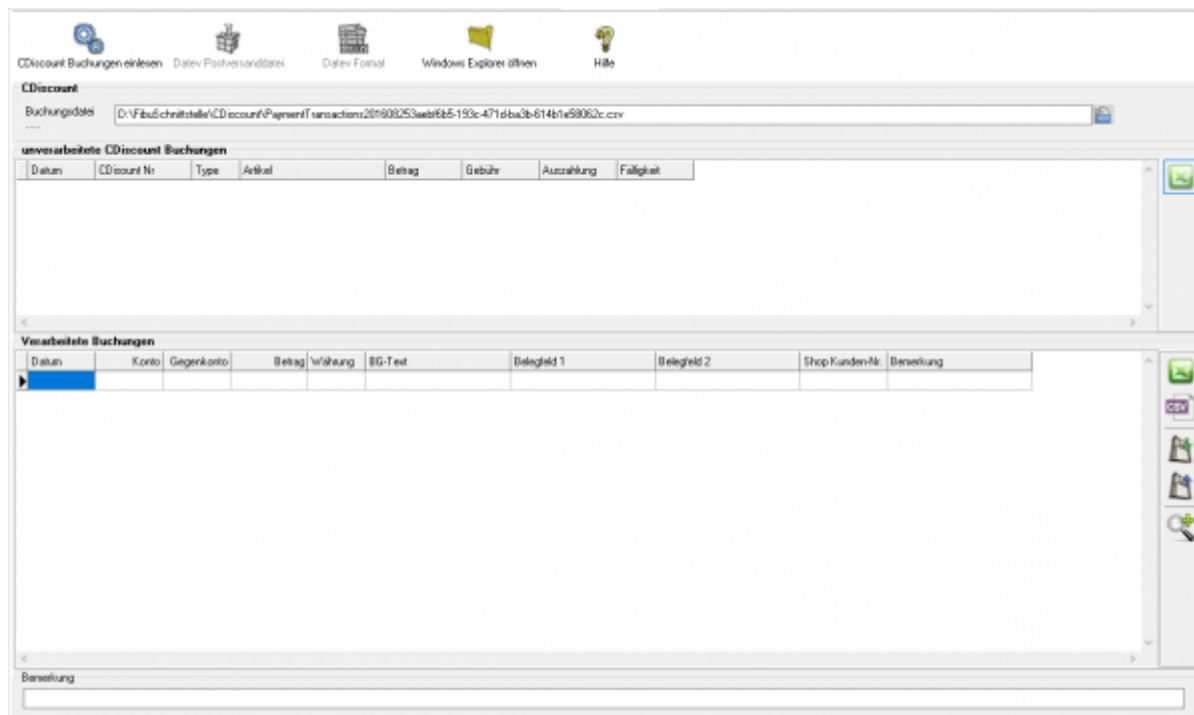 CDiscount Buchungen einlesen Datev Postversanddatei Datev Format Windows Explorer öffnen Hilfe
CDiscount
Buchungsdatei D:\FibuSchnittstelle\CDiscount\PaymentTransactions201608253aebf6b5-193c-471d-ba3b-614b1e58062c.csv
----
unverarbeitete CDiscount Buchungen
Datum CDisount Nr Type Artikel Betrag Gebühr Auszahlung Fälligkeit
Verarbeitete Buchungen
Datum Konto Gegenkonto Betrag Währung BG-Text Belegfeld 1 Belegfeld 2 Shop Kunden-Nr. Bemerkung
CSV
Bemerkung